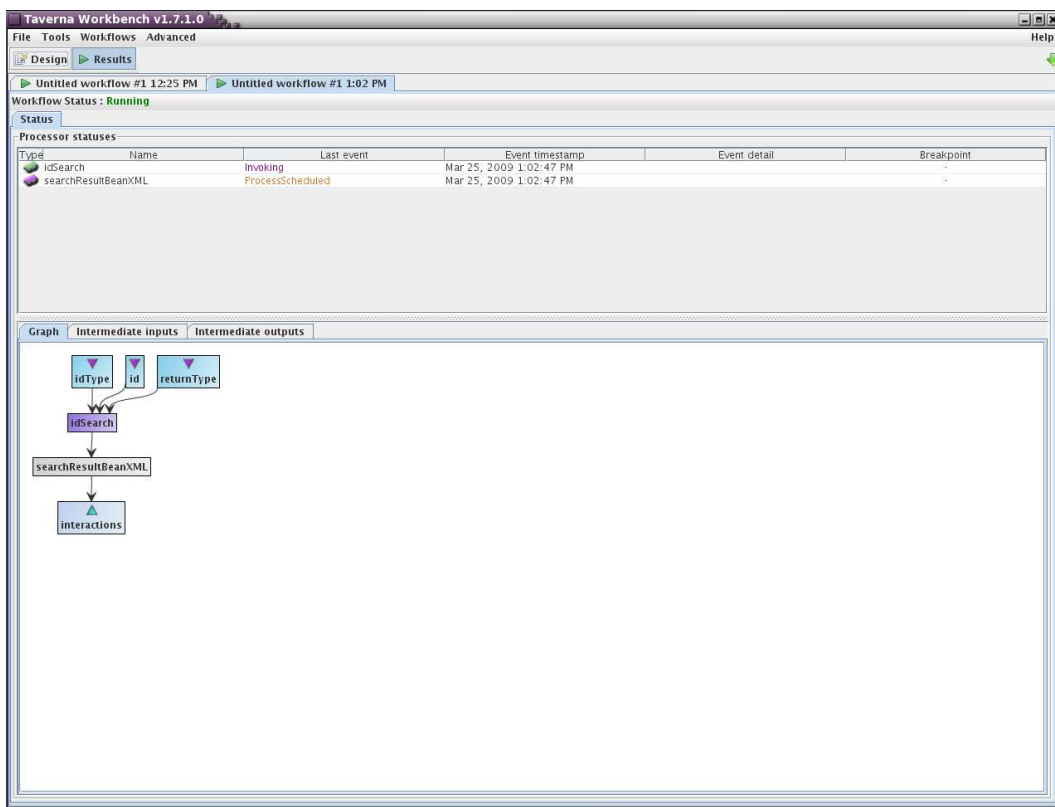 Taverna Workbench v1.7.1.0
File Tools Workflows Advanced Help
Design Results
Untitled workflow #1 12:25 PM Untitled workflow #1 1:02 PM
Workflow Status : Running
Status
Processor statuses
Type Name Last event Event timestamp Event detail Breakpoint
idSearch Invoking Mar 25, 2009 1:02:47 PM -
searchResultBeanXML ProcessScheduled Mar 25, 2009 1:02:47 PM -
Graph Intermediate inputs Intermediate outputs
idType id returnType
idSearch
searchResultBeanXML
interactions